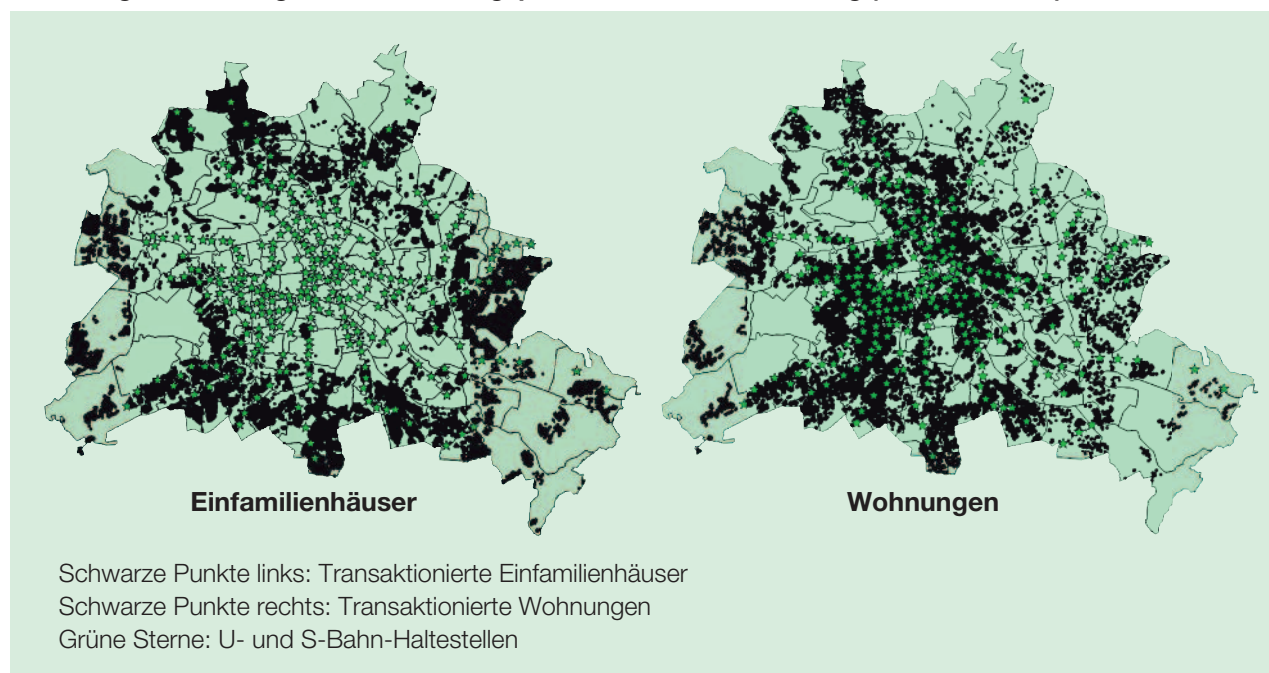 Einfamilienhäuser
Wohnungen
Schwarze Punkte links: Transaktionierte Einfamilienhäuser
Schwarze Punkte rechts: Transaktionierte Wohnungen
Grüne Sterne: U- und S-Bahn-Haltestellen